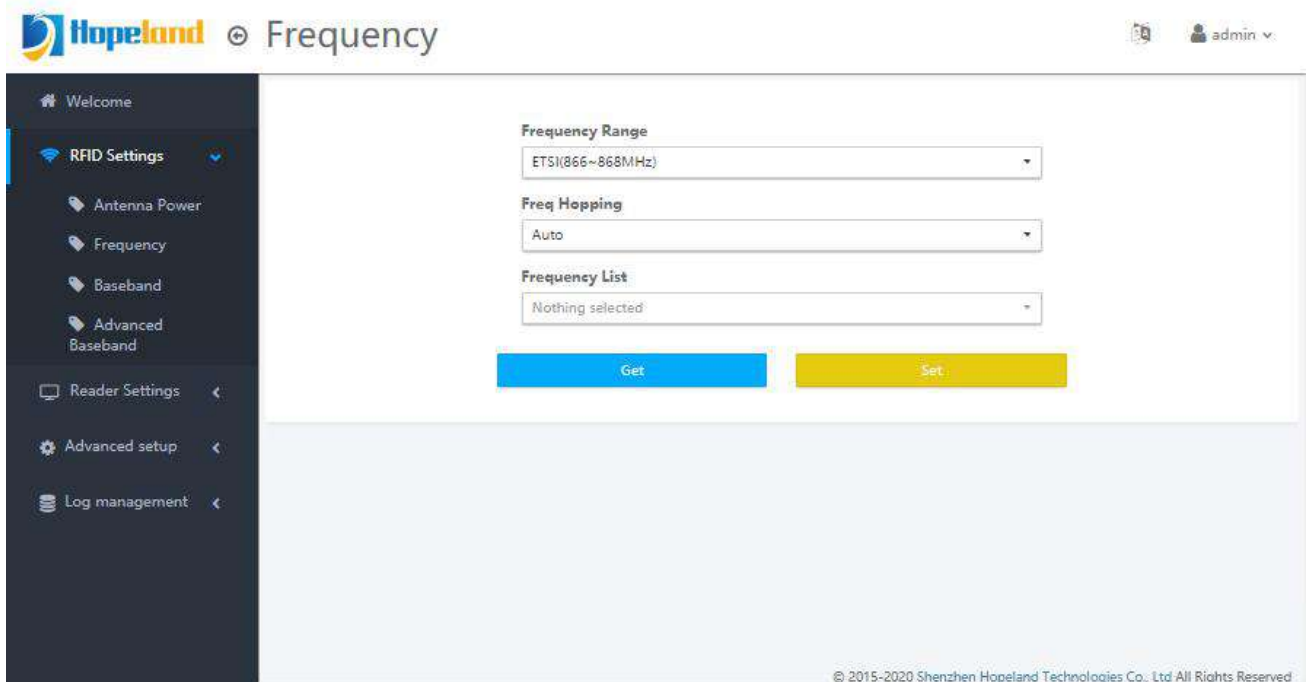 Hopeland Frequency admin
Welcome
RFID Settings
Antenna Power
Frequency
Baseband
Advanced
Baseband
Reader Settings
Advanced setup
Log management
Frequency Range
ETSI(866~868MHz)
Freq Hopping
Auto
Frequency List
Nothing selected
Get Set
© 2015-2020 Shenzhen Hopeland Technologies Co., Ltd All Rights Reserved